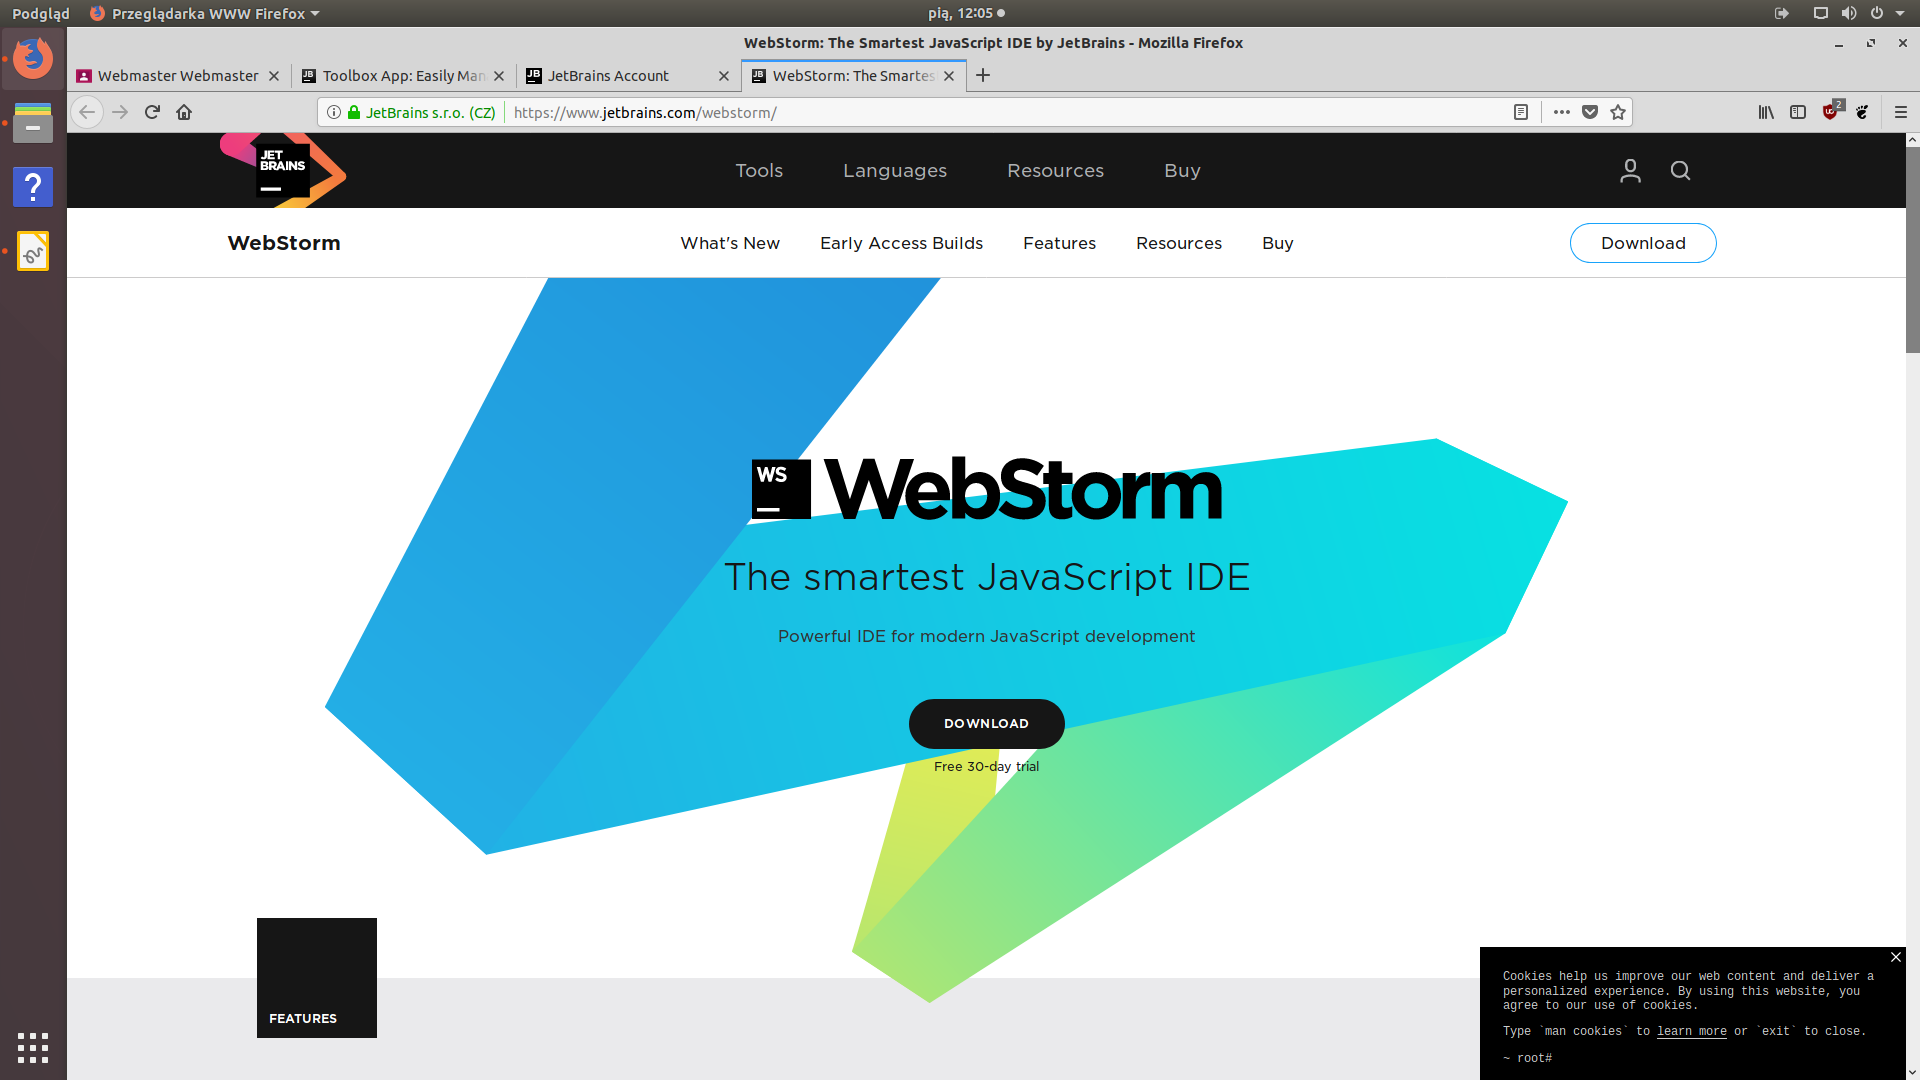 Podgląd Przeglądarka WWW Firefox pią, 12:05
WebStorm: The Smartest JavaScript IDE by JetBrains - Mozilla Firefox
Webmaster Webmaster Toolbox App: Easily Man JetBrains Account WebStorm: The Smartes
JetBrains s.r.o. (CZ) https://www.jetbrains.com/webstorm/ 2
JET
BRAINS
Tools Languages Resources Buy
WebStorm What's New Early Access Builds Features Resources Buy Download
WS WebStorm
The smartest JavaScript IDE
Powerful IDE for modern JavaScript development
DOWNLOAD
Free 30-day trial
FEATURES
Cookies help us improve our web content and deliver a
personalized experience. By using this website, you
agree to our use of cookies.
Type `man cookies` to learn more or `exit` to close.
~ root#